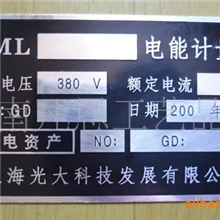 ML 电能计
电压 380 V 额定电流
: GD 日期 200 年
电资产 NO: GD:
海光大科技发展有限公